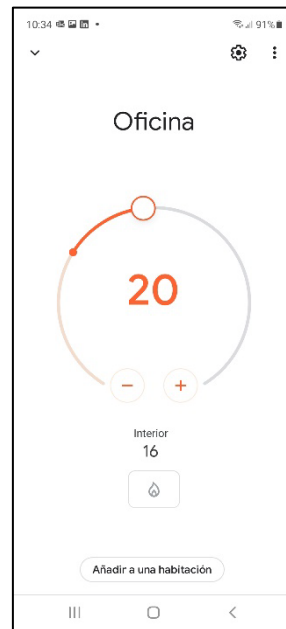 10:34
91%
Oficina
20
− +
Interior
16
Añadir a una habitación